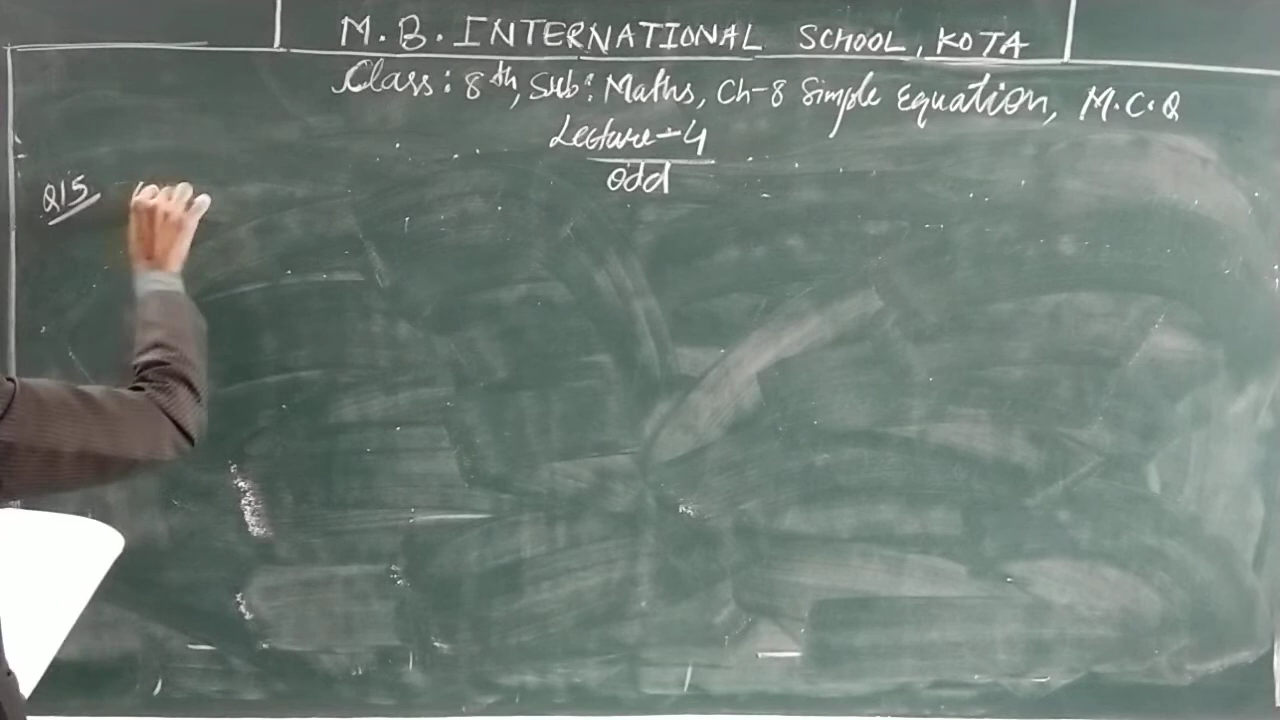 M.B. INTERNATIONAL SCHOOL, KOTA
Class: 8th, Sub: Maths, Ch-8 Simple Equation, M.C.Q
Lecture-4
odd
Q15